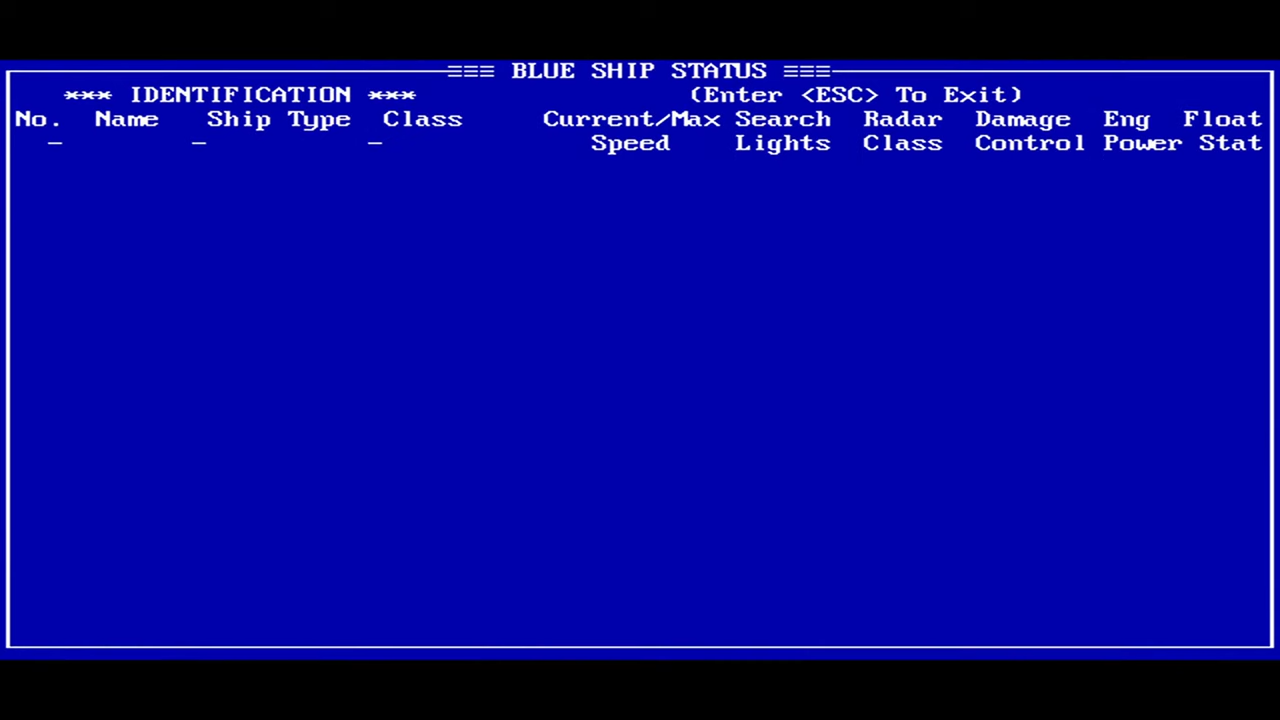 ≡≡≡ BLUE SHIP STATUS ≡≡≡
*** IDENTIFICATION *** (Enter <ESC> To Exit)
No. Name Ship Type Class Current/Max Search Radar Damage Eng Float
- - - Speed Lights Class Control Power Stat